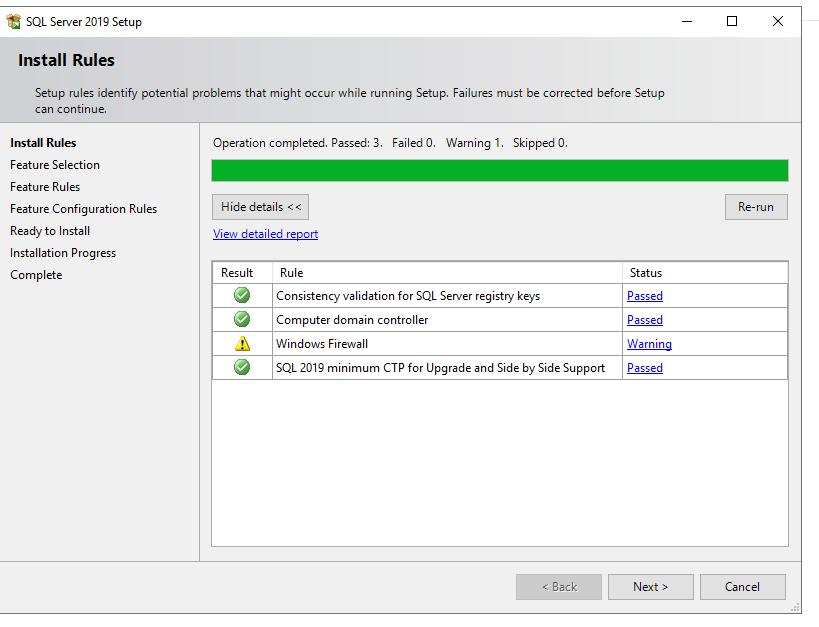 SQL Server 2019 Setup
Install Rules
Setup rules identify potential problems that might occur while running Setup. Failures must be corrected before Setup
can continue.
Install Rules
Feature Selection
Feature Rules
Feature Configuration Rules
Ready to Install
Installation Progress
Complete
Operation completed. Passed: 3. Failed 0. Warning 1. Skipped 0.
Hide details <<
Re-run
View detailed report
Result Rule Status
Consistency validation for SQL Server registry keys Passed
Computer domain controller Passed
Windows Firewall Warning
SQL 2019 minimum CTP for Upgrade and Side by Side Support Passed
< Back Next > Cancel